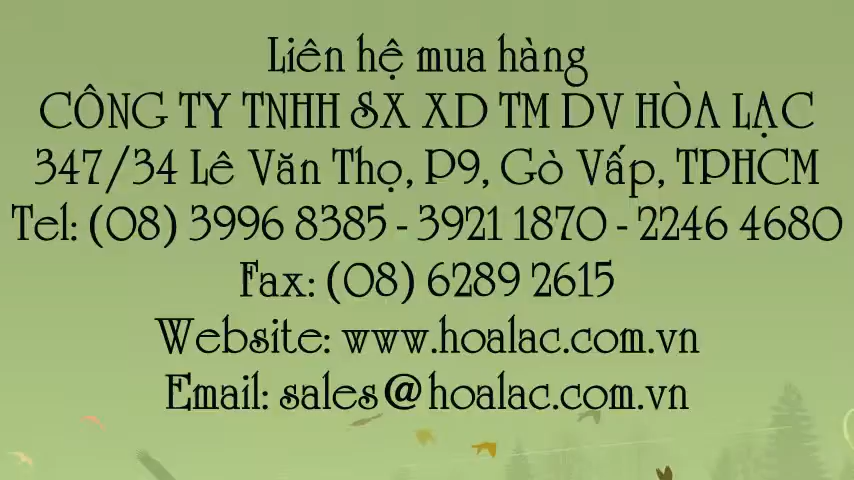 Liên hệ mua hàng
CÔNG TY TNHH SX XD TM DV HÒA LẠC
347/34 Lê Văn Thọ, P9, Gò Vấp, TPHCM
Tel: (08) 3996 8385 - 3921 1870 - 2246 4680
Fax: (08) 6289 2615
Website: www.hoalac.com.vn
Email: sales@hoalac.com.vn